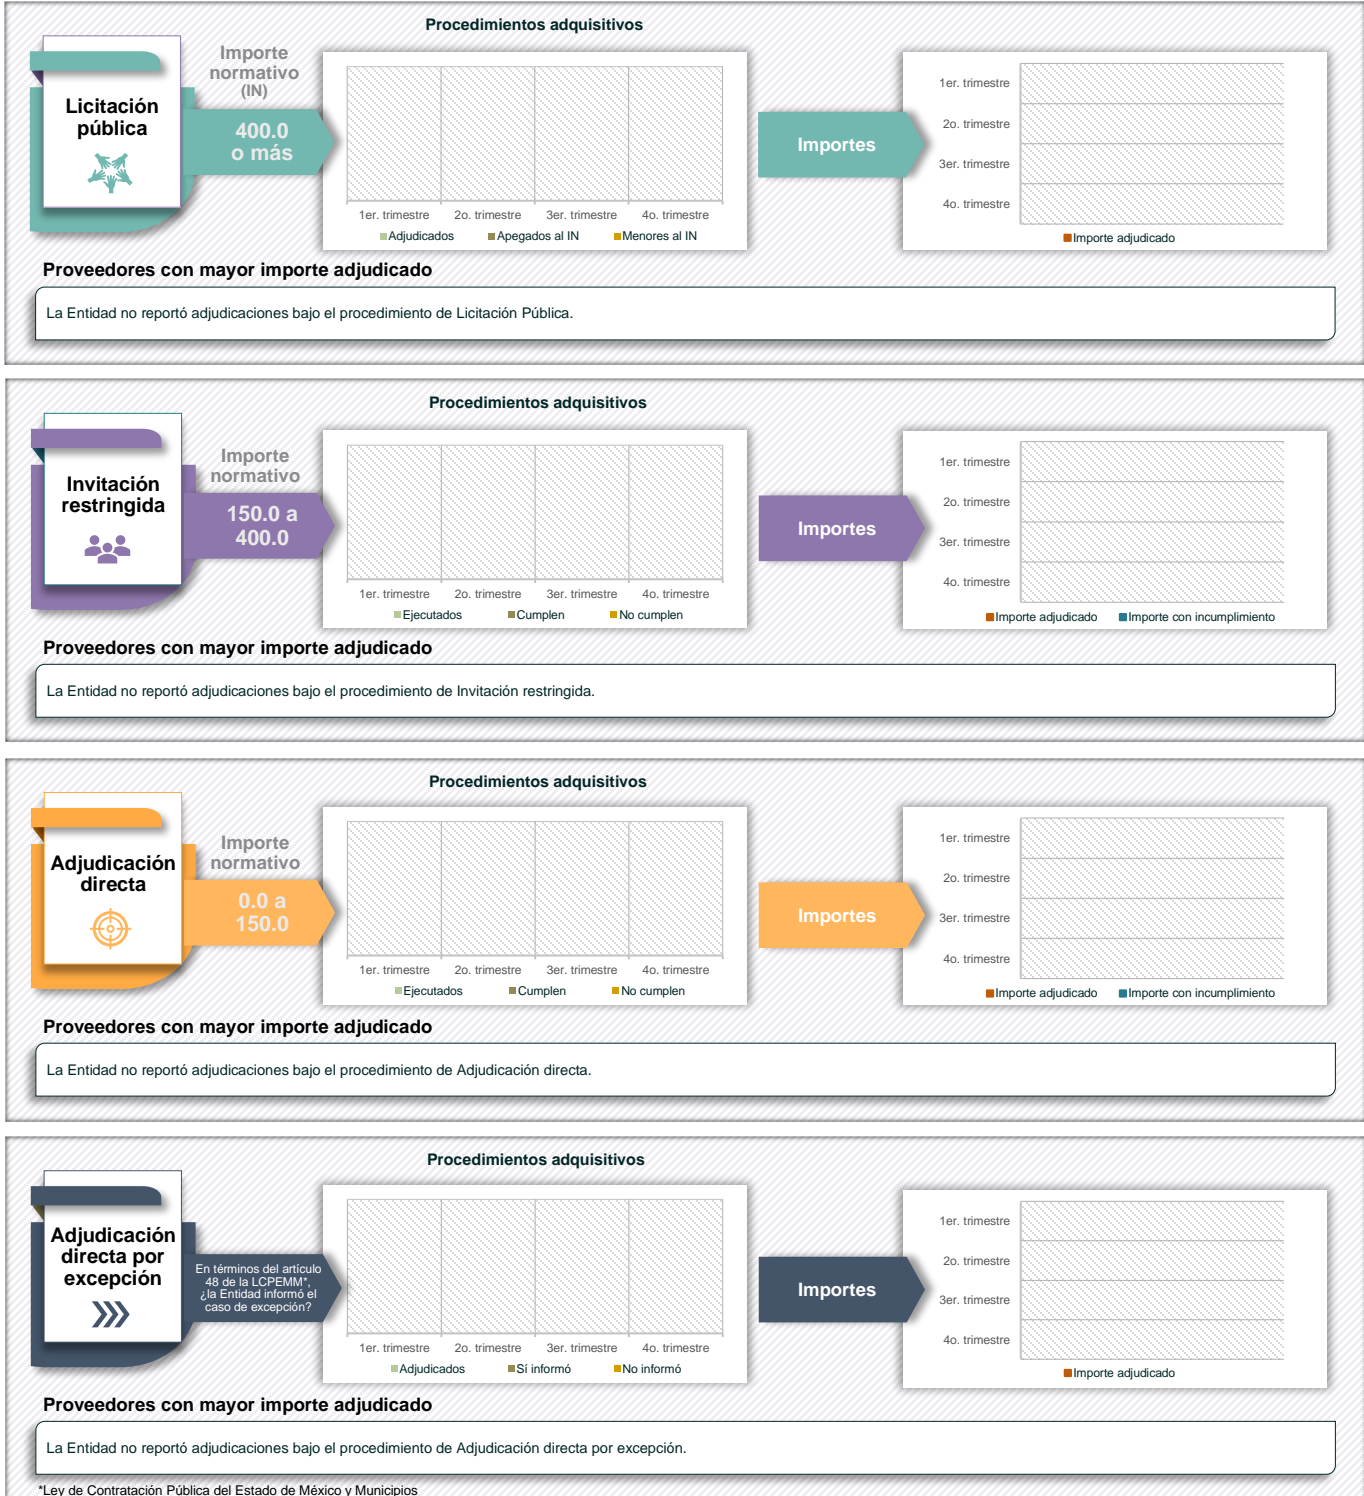 Procedimientos adquisitivos
Licitación
pública
Importe
normativo
(IN)
400.0
o más
1er. trimestre 2o. trimestre 3er. trimestre 4o. trimestre
Adjudicados Apegados al IN Menores al IN
Importes
1er. trimestre
2o. trimestre
3er. trimestre
4o. trimestre
Importe adjudicado
Proveedores con mayor importe adjudicado
La Entidad no reportó adjudicaciones bajo el procedimiento de Licitación Pública.
Procedimientos adquisitivos
Invitación
restringida
Importe
normativo
150.0 a
400.0
1er. trimestre 2o. trimestre 3er. trimestre 4o. trimestre
Ejecutados Cumplen No cumplen
Importes
1er. trimestre
2o. trimestre
3er. trimestre
4o. trimestre
Importe adjudicado Importe con incumplimiento
Proveedores con mayor importe adjudicado
La Entidad no reportó adjudicaciones bajo el procedimiento de Invitación restringida.
Procedimientos adquisitivos
Adjudicación
directa
Importe
normativo
0.0 a
150.0
1er. trimestre 2o. trimestre 3er. trimestre 4o. trimestre
Ejecutados Cumplen No cumplen
Importes
1er. trimestre
2o. trimestre
3er. trimestre
4o. trimestre
Importe adjudicado Importe con incumplimiento
Proveedores con mayor importe adjudicado
La Entidad no reportó adjudicaciones bajo el procedimiento de Adjudicación directa.
Procedimientos adquisitivos
Adjudicación
directa por
excepción
En términos del artículo
48 de la LCPEMM*,
¿la Entidad informó el
caso de excepción?
1er. trimestre 2o. trimestre 3er. trimestre 4o. trimestre
Adjudicados Sí informó No informó
Importes
1er. trimestre
2o. trimestre
3er. trimestre
4o. trimestre
Importe adjudicado
Proveedores con mayor importe adjudicado
La Entidad no reportó adjudicaciones bajo el procedimiento de Adjudicación directa por excepción.
*Ley de Contratación Pública del Estado de México y Municipios